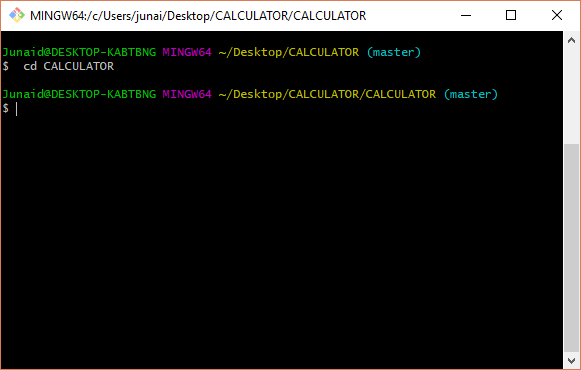 MINGW64:/c/Users/junai/Desktop/CALCULATOR/CALCULATOR
Junaid@DESKTOP-KABTBNG MINGW64 ~/Desktop/CALCULATOR (master)
$  cd CALCULATOR
Junaid@DESKTOP-KABTBNG MINGW64 ~/Desktop/CALCULATOR/CALCULATOR (master)
$